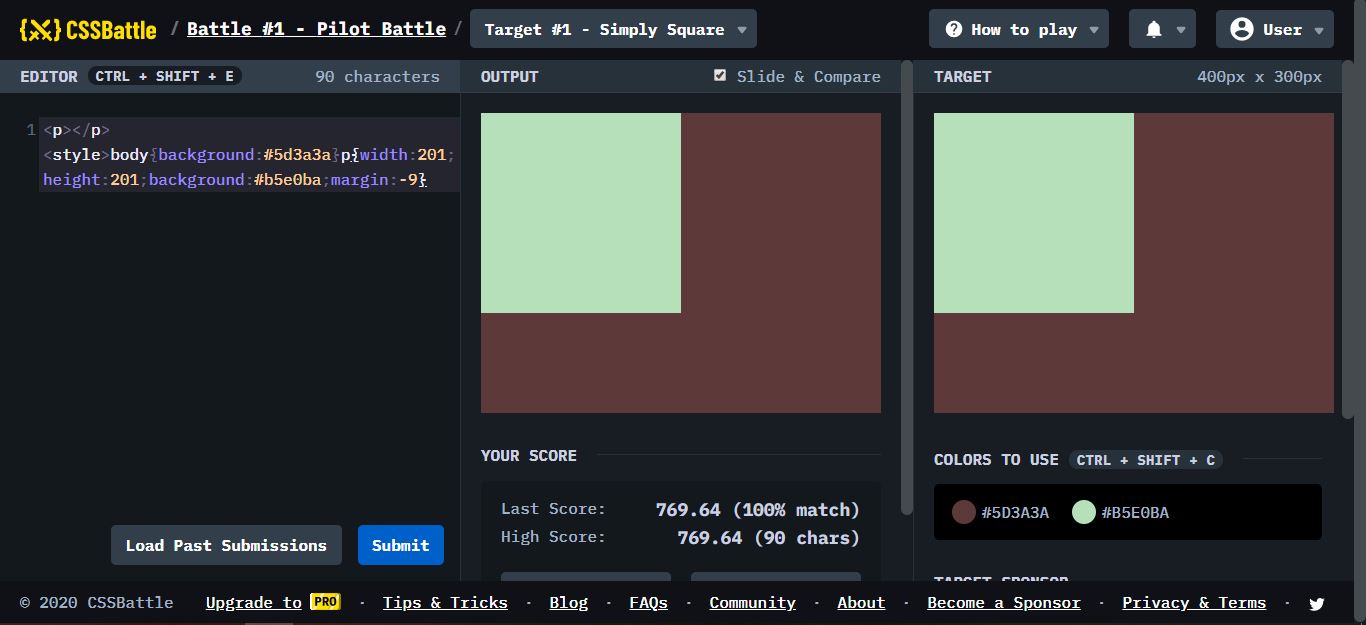 {※} CSSBattle / Battle #1 - Pilot Battle / Target #1 - Simply Square How to play User
EDITOR CTRL + SHIFT + E 90 characters OUTPUT Slide & Compare TARGET 400px x 300px
1 <p></p>
<style>body{background:#5d3a3a}p{width:201;
height:201;background:#b5e0ba;margin:-9}
YOUR SCORE
Last Score: 769.64 (100% match)
High Score: 769.64 (90 chars)
COLORS TO USE CTRL + SHIFT + C
#5D3A3A #B5E0BA
TARGET SPONSOR
Load Past Submissions Submit
© 2020 CSSBattle Upgrade to PRO · Tips & Tricks · Blog · FAQs · Community · About · Become a Sponsor · Privacy & Terms ·